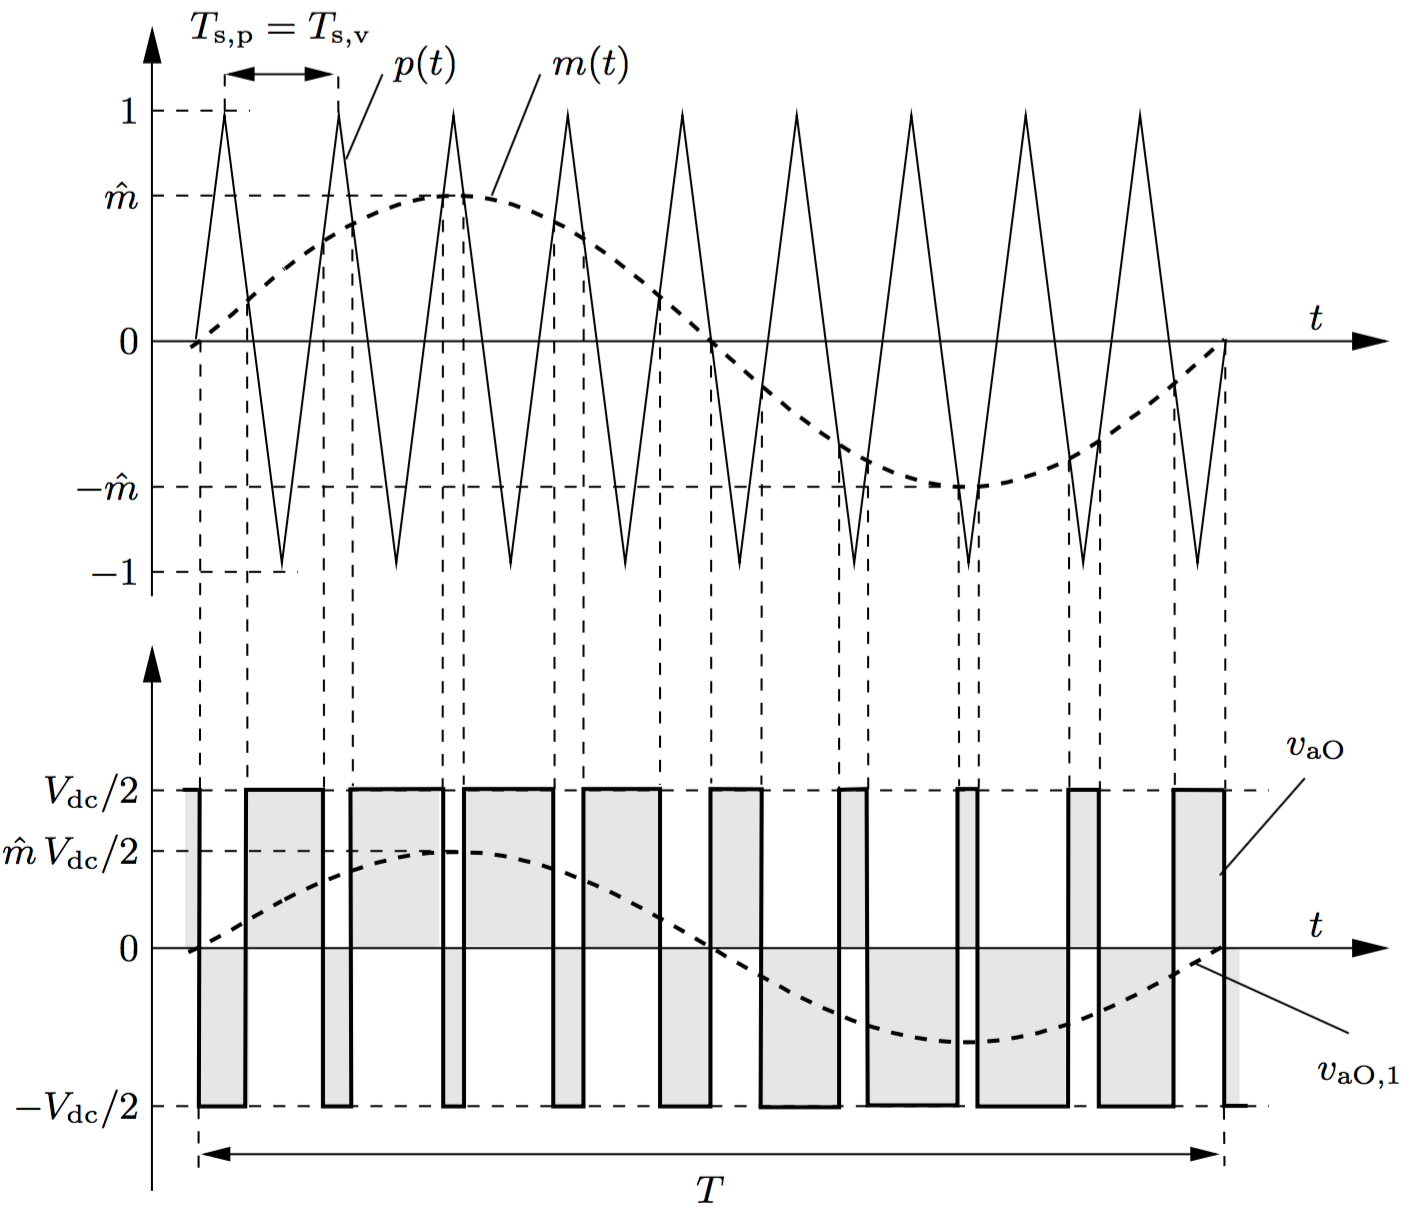 T_{s,p} = T_{s,v}
p(t)
m(t)
1
m̂
t
0
−m̂
−1
v_{aO}
V_{dc}/2
m̂ V_{dc}/2
t
0
v_{aO,1}
−V_{dc}/2
T